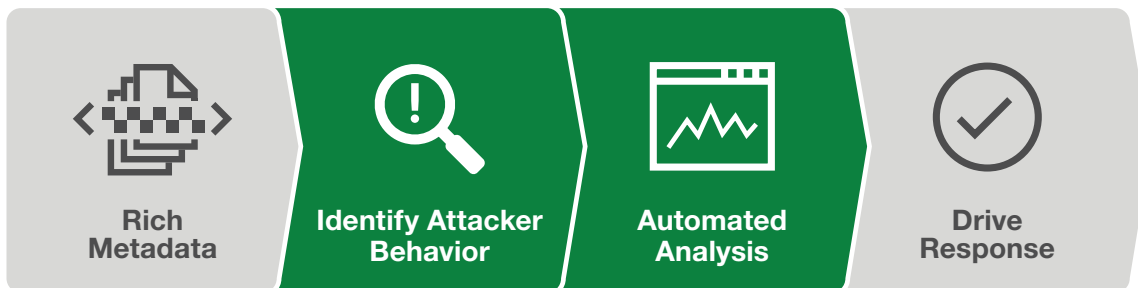 Rich
Metadata
Identify Attacker
Behavior
Automated
Analysis
Drive
Response